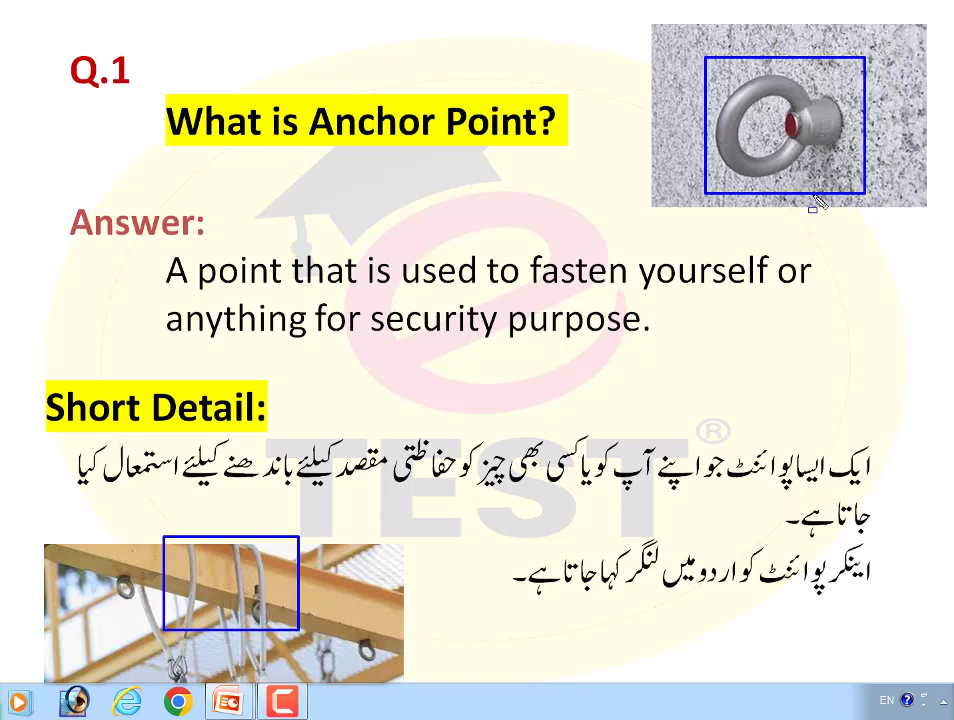 Q.1
What is Anchor Point?
Answer:
A point that is used to fasten yourself or
anything for security purpose.
Short Detail:
ایک ایسا پوائنٹ جو اپنے آپ کو یا کسی بھی چیز کو حفاظتی مقصد کیلئے باندھنے کیلئے استمعال کیا
جاتا ہے۔
اینکر پوائنٹ کو اردو میں لنگر کہا جاتا ہے۔
e
TEST®
EN